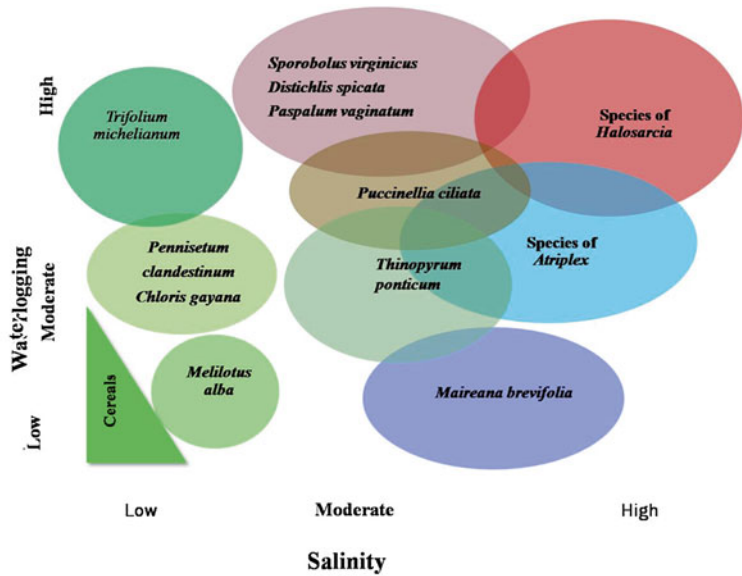 High
Moderate
Low
Waterlogging
Sporobolus virginicus
Distichlis spicata
Paspalum vaginatum
Trifolium
michelianum
Species of
Halosarcia
Puccinellia ciliata
Pennisetum
clandestinum
Chloris gayana
Thinopyrum
ponticum
Species of
Atriplex
Cereals
Melilotus
alba
Maireana brevifolia
Low
Moderate
High
Salinity